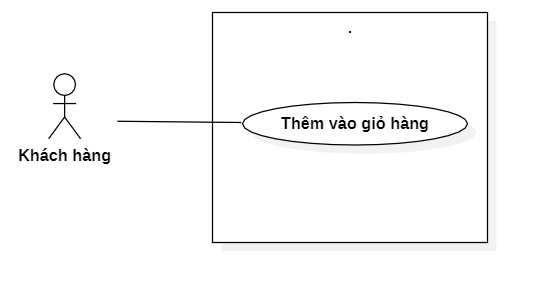 .
Thêm vào giỏ hàng
Khách hàng